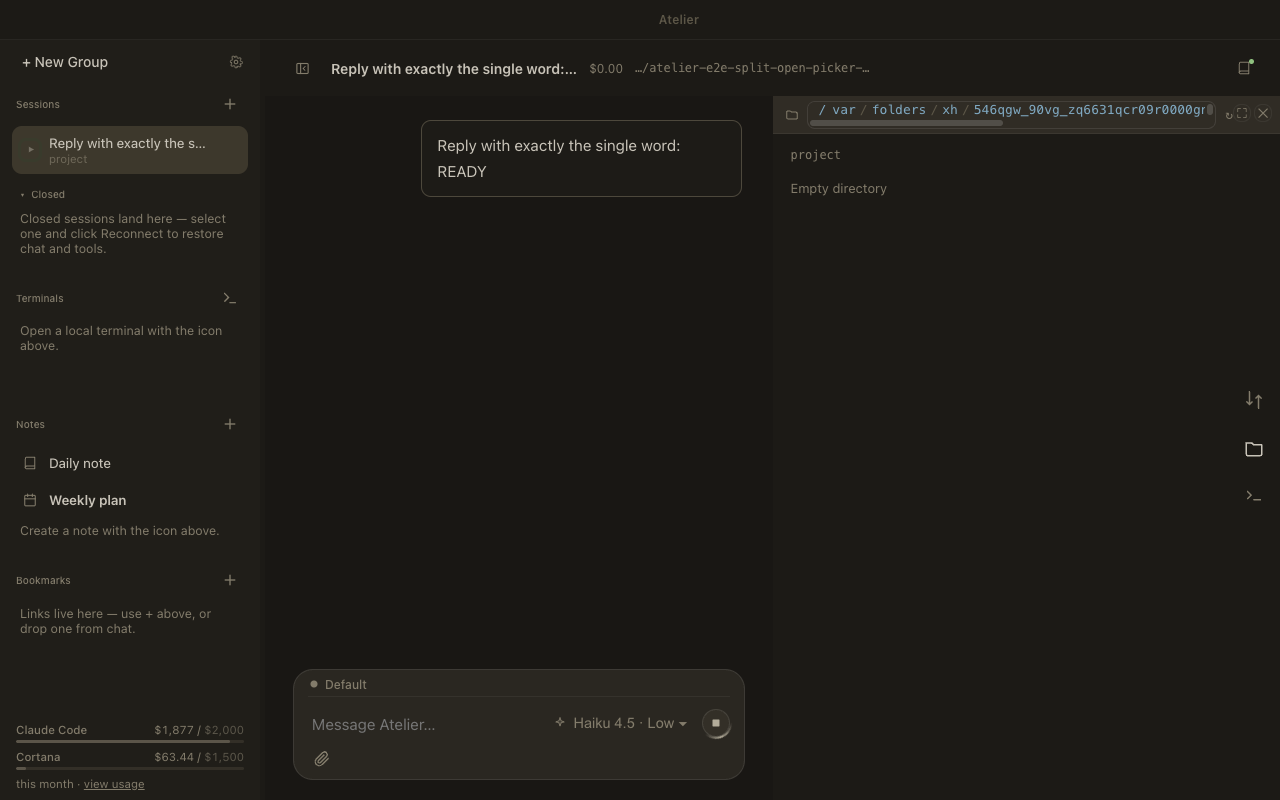 Atelier
+ New Group
Sessions
Reply with exactly the s...
project
Closed
Closed sessions land here — select
one and click Reconnect to restore
chat and tools.
Terminals
Open a local terminal with the icon
above.
Notes
Daily note
Weekly plan
Create a note with the icon above.
Bookmarks
Links live here — use + above, or
drop one from chat.
Claude Code $1,877 / $2,000
Cortana $63.44 / $1,500
this month · view usage
Reply with exactly the single word:... $0.00 …/atelier-e2e-split-open-picker-…
Reply with exactly the single word:
READY
Default
Message Atelier...
Haiku 4.5 · Low
/ var / folders / xh / 546qgw_90vg_zq6631qcr09r0000gr
project
Empty directory